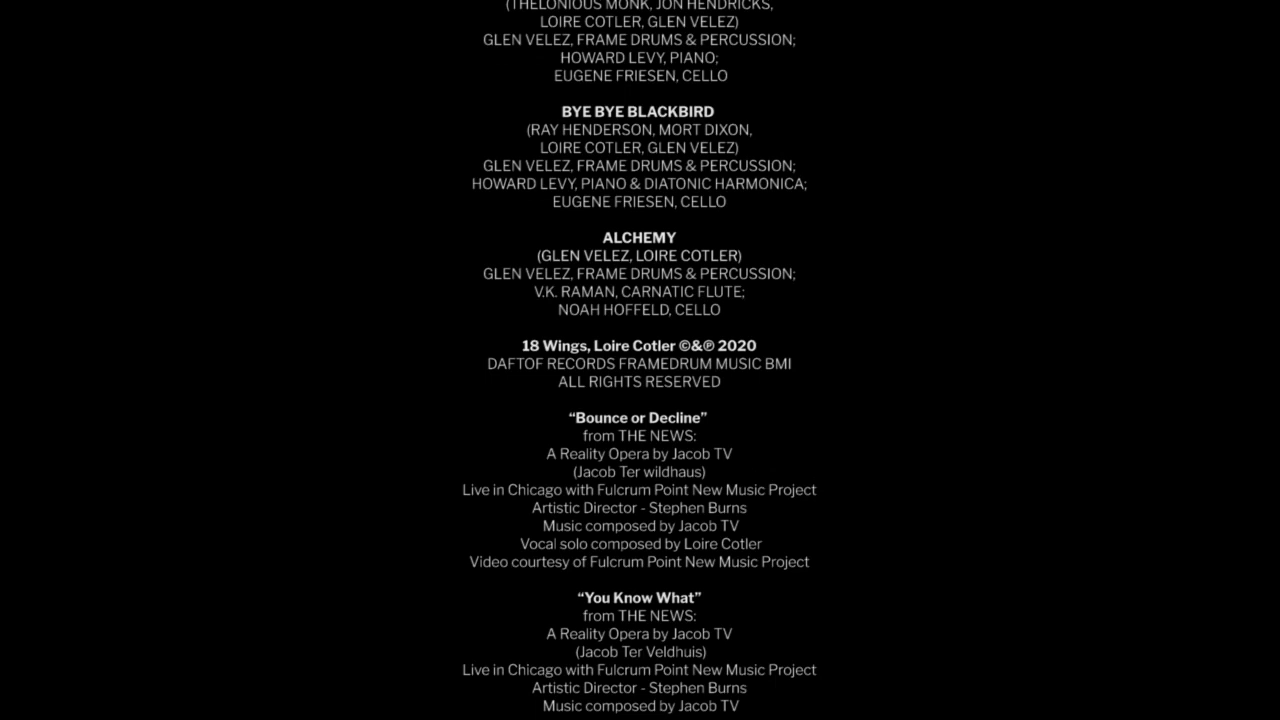 (THELONIOUS MONK, JON HENDRICKS,
LOIRE COTLER, GLEN VELEZ)
GLEN VELEZ, FRAME DRUMS & PERCUSSION;
HOWARD LEVY, PIANO;
EUGENE FRIESEN, CELLO
BYE BYE BLACKBIRD
(RAY HENDERSON, MORT DIXON,
LOIRE COTLER, GLEN VELEZ)
GLEN VELEZ, FRAME DRUMS & PERCUSSION;
HOWARD LEVY, PIANO & DIATONIC HARMONICA;
EUGENE FRIESEN, CELLO
ALCHEMY
(GLEN VELEZ, LOIRE COTLER)
GLEN VELEZ, FRAME DRUMS & PERCUSSION;
V.K. RAMAN, CARNATIC FLUTE;
NOAH HOFFELD, CELLO
18 Wings, Loire Cotler ©&℗ 2020
DAFTOF RECORDS FRAMEDRUM MUSIC BMI
ALL RIGHTS RESERVED
“Bounce or Decline”
from THE NEWS:
A Reality Opera by Jacob TV
(Jacob Ter wildhaus)
Live in Chicago with Fulcrum Point New Music Project
Artistic Director - Stephen Burns
Music composed by Jacob TV
Vocal solo composed by Loire Cotler
Video courtesy of Fulcrum Point New Music Project
“You Know What”
from THE NEWS:
A Reality Opera by Jacob TV
(Jacob Ter Veldhuis)
Live in Chicago with Fulcrum Point New Music Project
Artistic Director - Stephen Burns
Music composed by Jacob TV